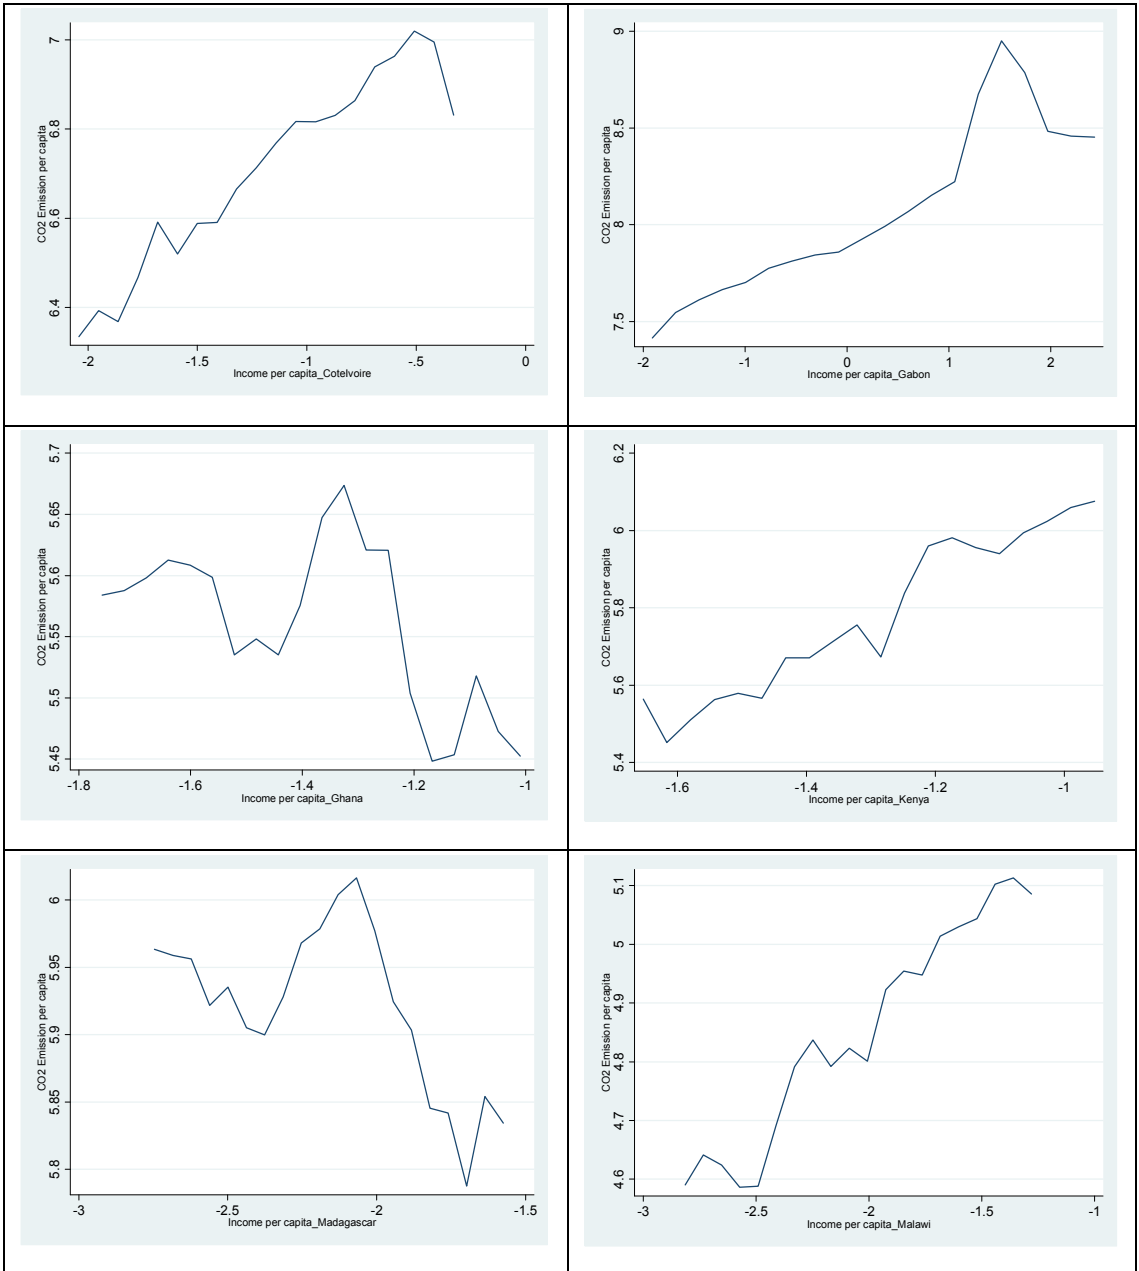 CO2 Emission per capita
7
6.8
6.6
6.4
-2 -1.5 -1 -.5 0
Income per capita_CoteIvoire
CO2 Emission per capita
9
8.5
8
7.5
-2 -1 0 1 2
Income per capita_Gabon
CO2 Emission per capita
5.7
5.65
5.6
5.55
5.5
5.45
-1.8 -1.6 -1.4 -1.2 -1
Income per capita_Ghana
CO2 Emission per capita
6.2
6
5.8
5.6
5.4
-1.6 -1.4 -1.2 -1
Income per capita_Kenya
CO2 Emission per capita
6
5.95
5.9
5.85
5.8
-3 -2.5 -2 -1.5
Income per capita_Madagascar
CO2 Emission per capita
5.1
5
4.9
4.8
4.7
4.6
-3 -2.5 -2 -1.5 -1
Income per capita_Malawi